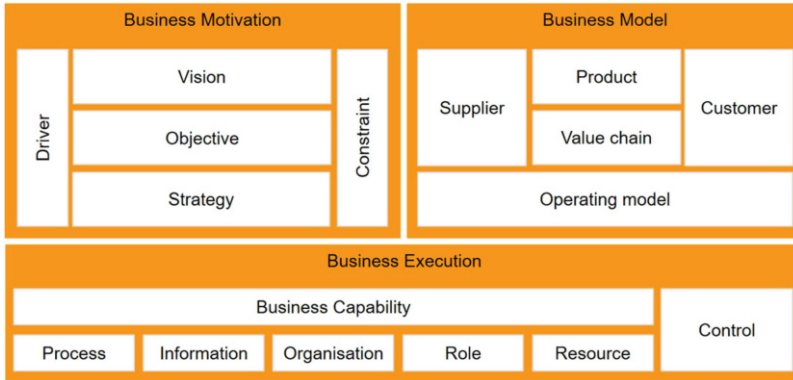 Business Motivation
Driver
Vision
Objective
Strategy
Constraint
Business Model
Supplier
Product
Value chain
Customer
Operating model
Business Execution
Business Capability
Process
Information
Organisation
Role
Resource
Control